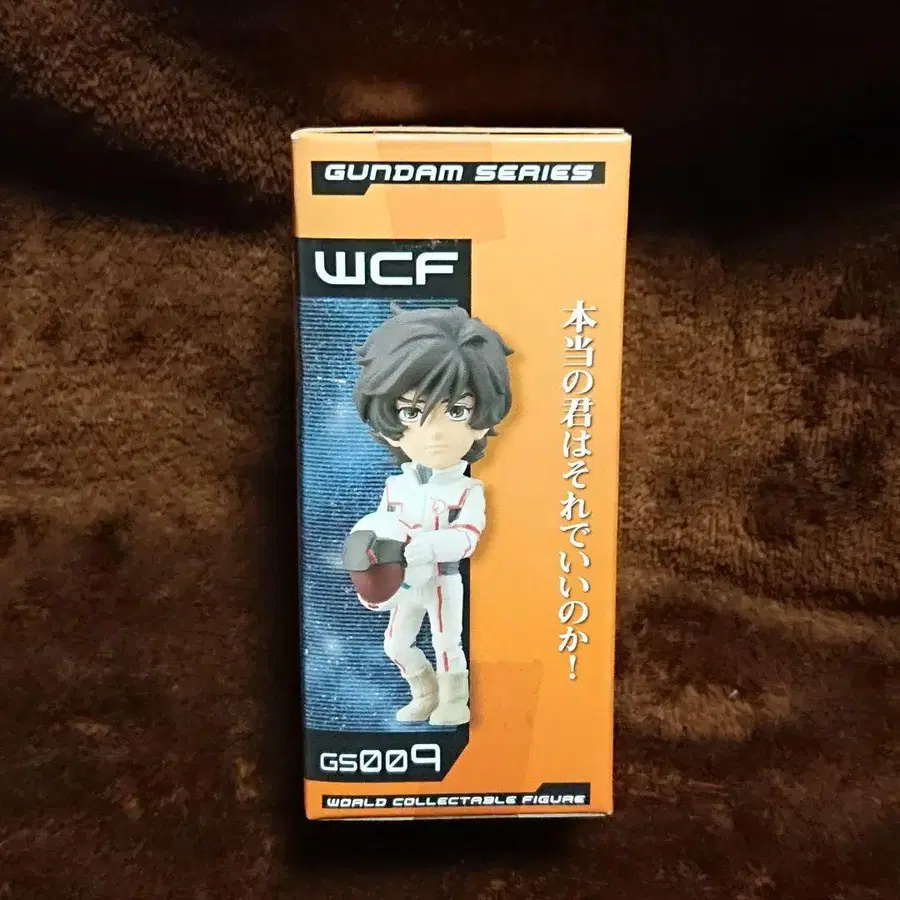 GUNDAM SERIES
WCF
本当の君はそれでいいのか!
GS009
WORLD COLLECTABLE FIGURE